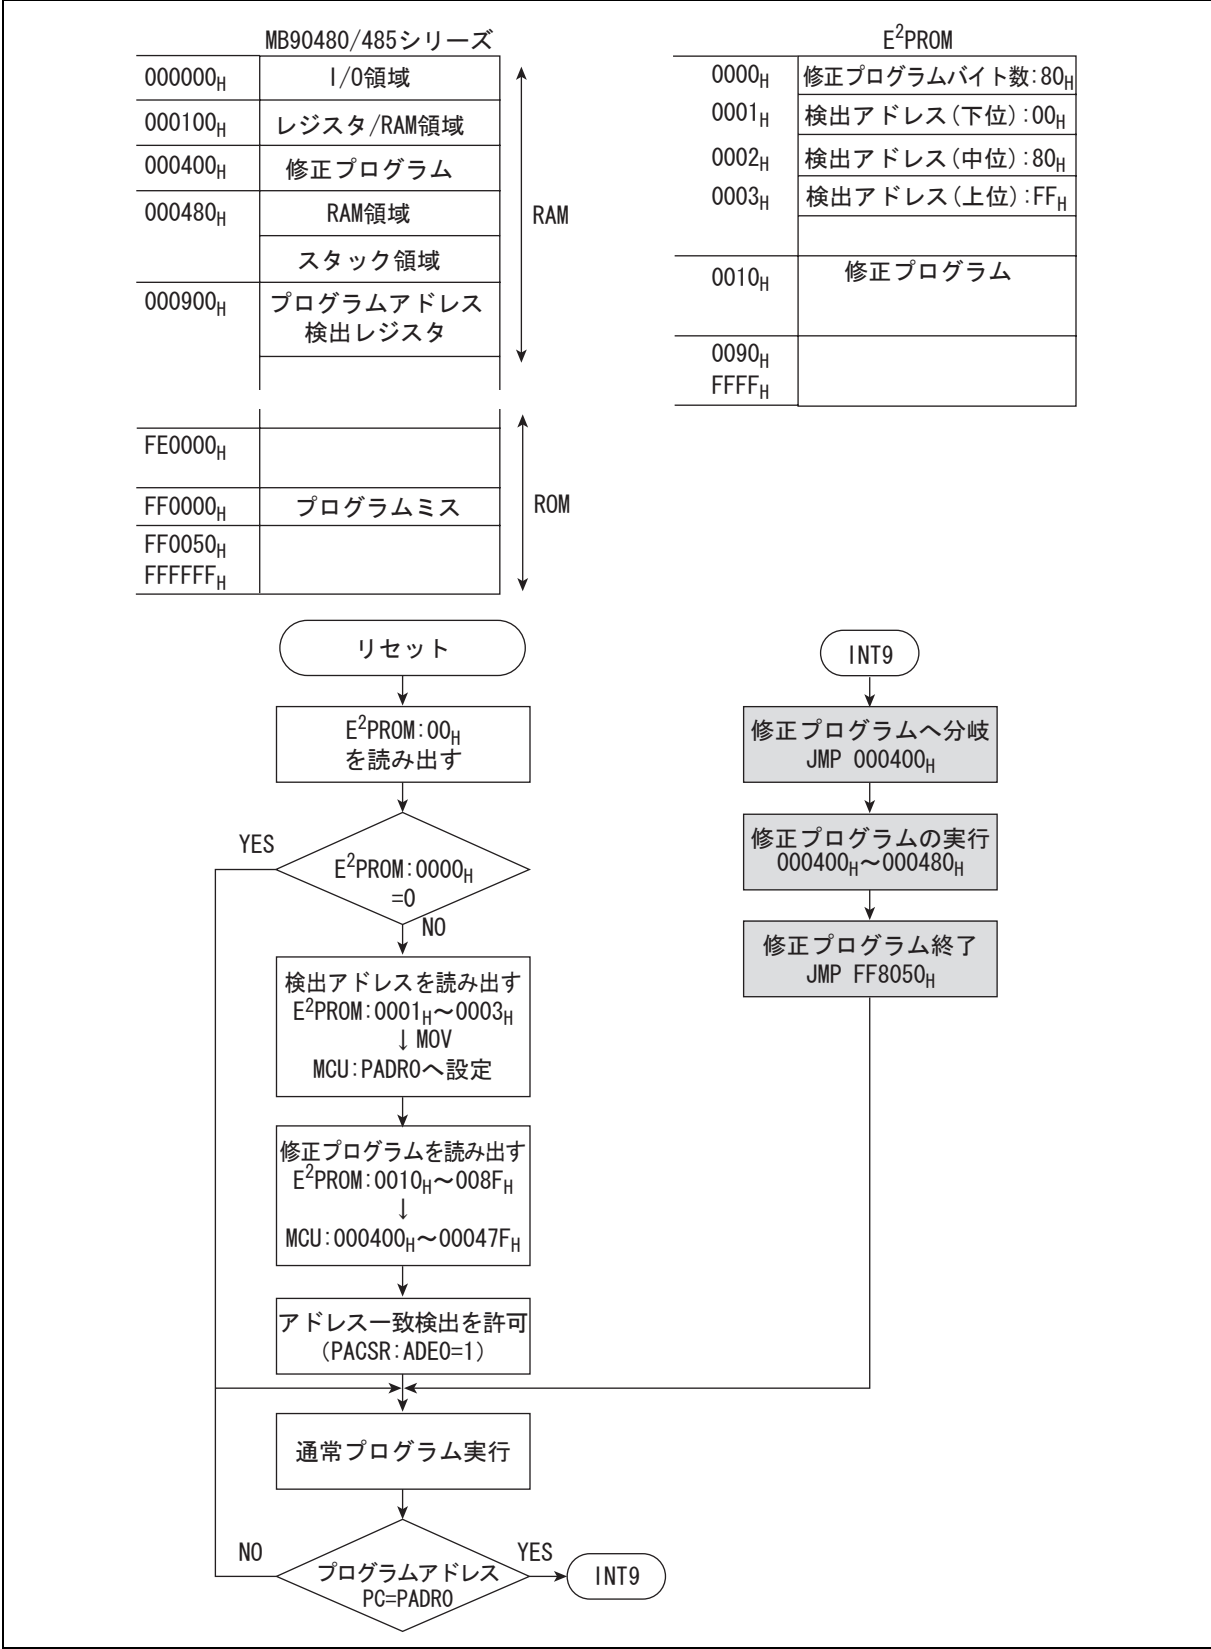 MB90480/485シリーズ
000000H I/O領域
000100H レジスタ/RAM領域
000400H 修正プログラム
000480H RAM領域
スタック領域
000900H プログラムアドレス
検出レジスタ
RAM
FE0000H
FF0000H プログラムミス
FF0050H
FFFFFFH
ROM
E2PROM
0000H 修正プログラムバイト数:80H
0001H 検出アドレス(下位):00H
0002H 検出アドレス(中位):80H
0003H 検出アドレス(上位):FFH
0010H 修正プログラム
0090H
FFFFH
リセット
E2PROM:00H
を読み出す
YES
E2PROM:0000H
=0
NO
検出アドレスを読み出す
E2PROM:0001H～0003H
↓MOV
MCU:PADR0へ設定
修正プログラムを読み出す
E2PROM:0010H～008FH
↓
MCU:000400H～00047FH
アドレス一致検出を許可
(PACSR:ADE0=1)
通常プログラム実行
NO
プログラムアドレス
PC=PADR0
YES
INT9
INT9
修正プログラムへ分岐
JMP 000400H
修正プログラムの実行
000400H～000480H
修正プログラム終了
JMP FF8050H